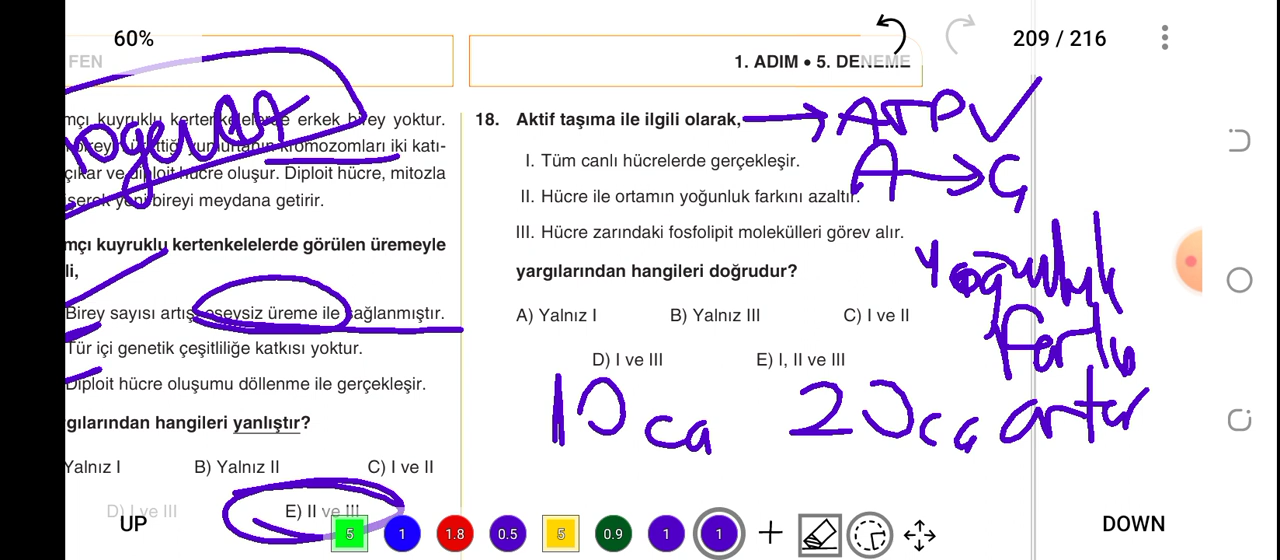 60%
209 / 216
FEN
1. ADIM • 5. DENEME
mçı kuyruklu kertenkelelerde erkek birey yoktur.
yumurtanın kromozomları iki katı-
çıkar ve diploit hücre oluşur. Diploit hücre, mitozla
şerek yeni bireyi meydana getirir.
mçı kuyruklu kertenkelelerde görülen üremeyle
li,
Birey sayısı artışı eşeysiz üreme ile sağlanmıştır.
Tür içi genetik çeşitliliğe katkısı yoktur.
Diploit hücre oluşumu döllenme ile gerçekleşir.
gılarından hangileri yanlıştır?
Yalnız I B) Yalnız II C) I ve II
D) I ve III E) II ve III
18. Aktif taşıma ile ilgili olarak, → ATP
I. Tüm canlı hücrelerde gerçekleşir.
A → Ç
II. Hücre ile ortamın yoğunluk farkını azaltır.
III. Hücre zarındaki fosfolipit molekülleri görev alır.
yargılarından hangileri doğrudur?
A) Yalnız I B) Yalnız III C) I ve II
D) I ve III E) I, II ve III
farkı
10 ca 20 ca artar
UP
5 1 1.8 0.5 5 0.9 1 1
DOWN